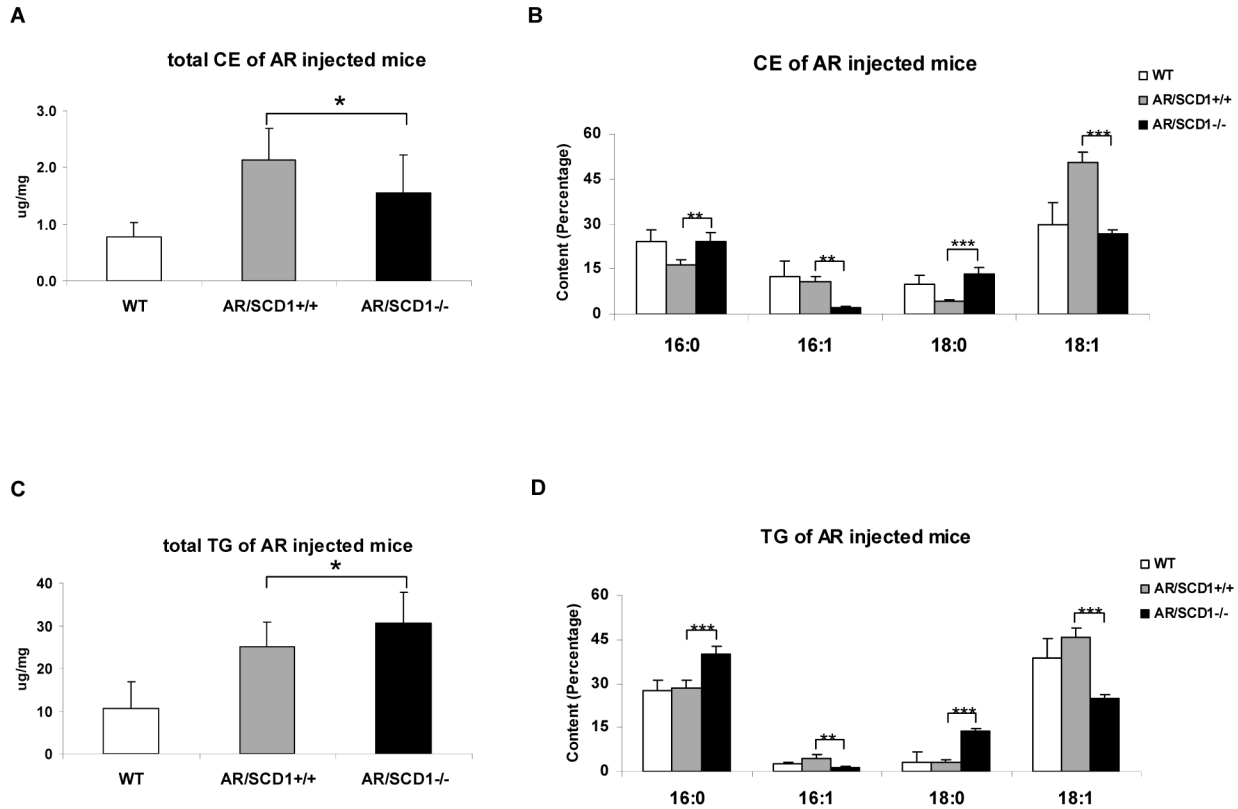 A
total CE of AR injected mice
*
3.0
2.0
1.0
0.0
ug/mg
WT AR/SCD1+/+ AR/SCD1-/-
B
CE of AR injected mice
WT
AR/SCD1+/+
AR/SCD1-/-
60
45
30
15
0
Content (Percentage)
** ** *** ***
16:0 16:1 18:0 18:1
C
total TG of AR injected mice
*
40
30
20
10
0
ug/mg
WT AR/SCD1+/+ AR/SCD1-/-
D
TG of AR injected mice
WT
AR/SCD1+/+
AR/SCD1-/-
60
45
30
15
0
Content (Percentage)
*** ** *** ***
16:0 16:1 18:0 18:1